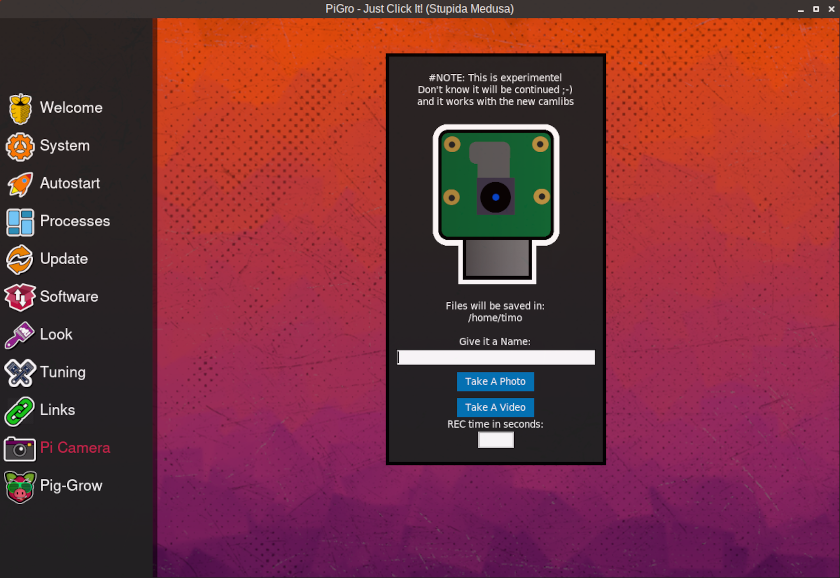 PiGro - Just Click It! (Stupida Medusa)
Welcome
System
Autostart
Processes
Update
Software
Look
Tuning
Links
Pi Camera
Pig-Grow
#NOTE: This is experimentel
Don't know it will be continued ;-)
and it works with the new camlibs
Files will be saved in:
/home/timo
Give it a Name:
Take A Photo
Take A Video
REC time in seconds: